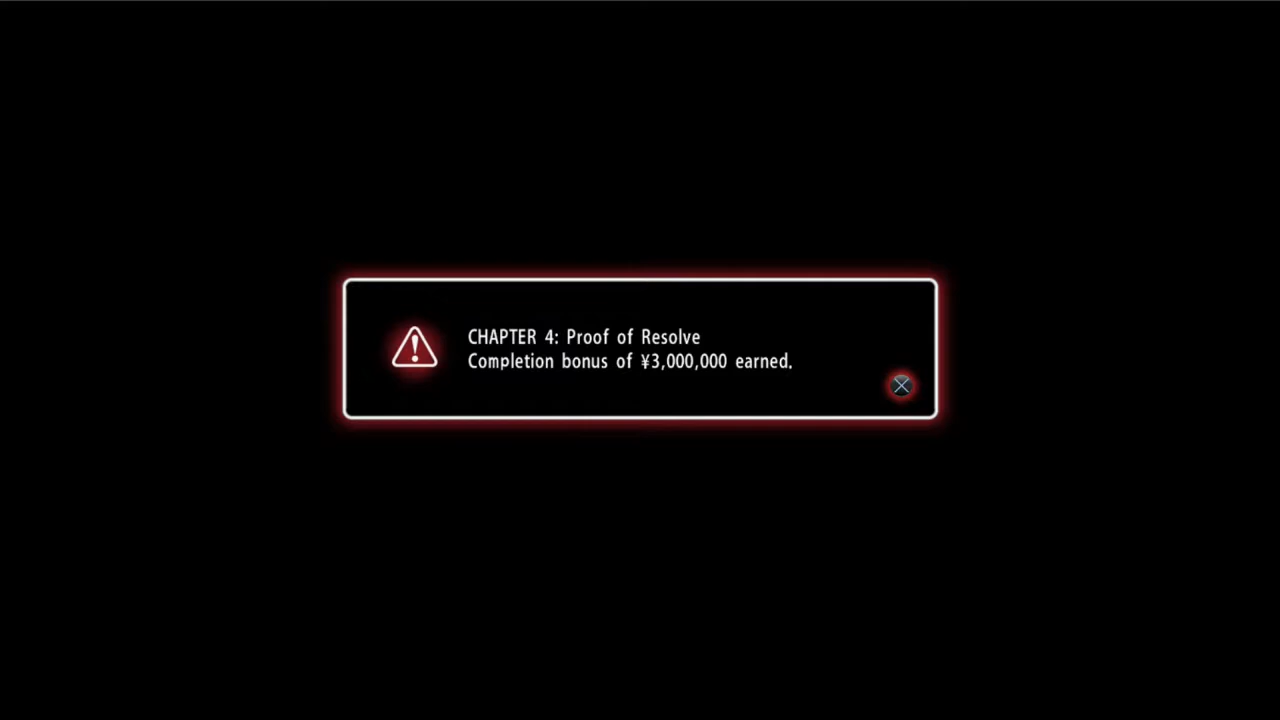 CHAPTER 4: Proof of Resolve
Completion bonus of ¥3,000,000 earned.